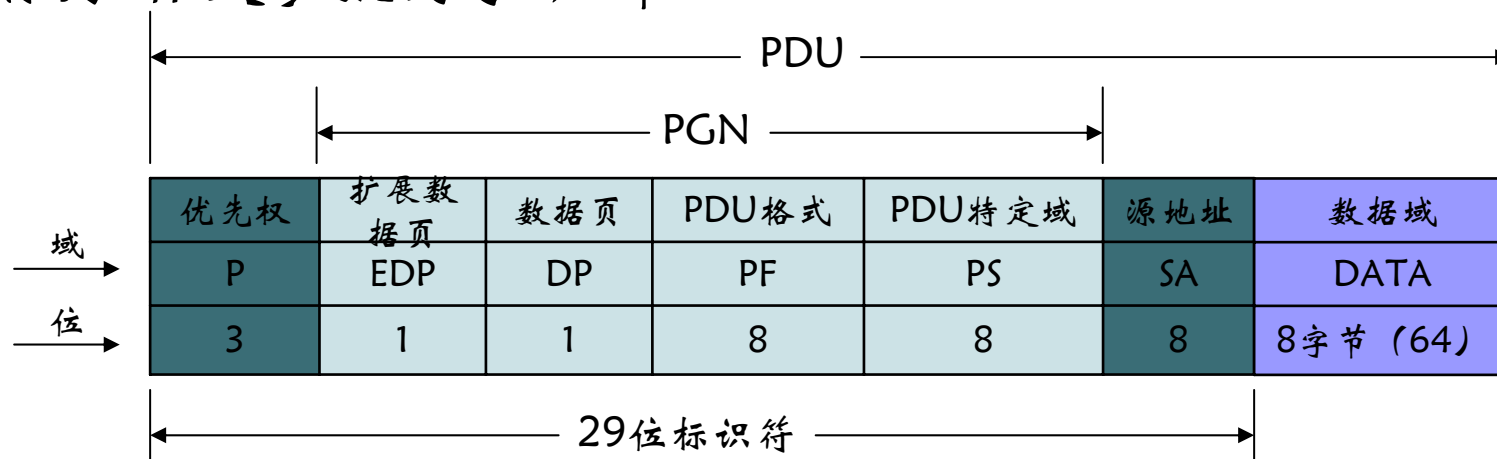 PDU
PGN
优先权 扩展数据页 数据页 PDU格式 PDU特定域 源地址 数据域
域 P EDP DP PF PS SA DATA
位 3 1 1 8 8 8 8字节（64）
29位标识符